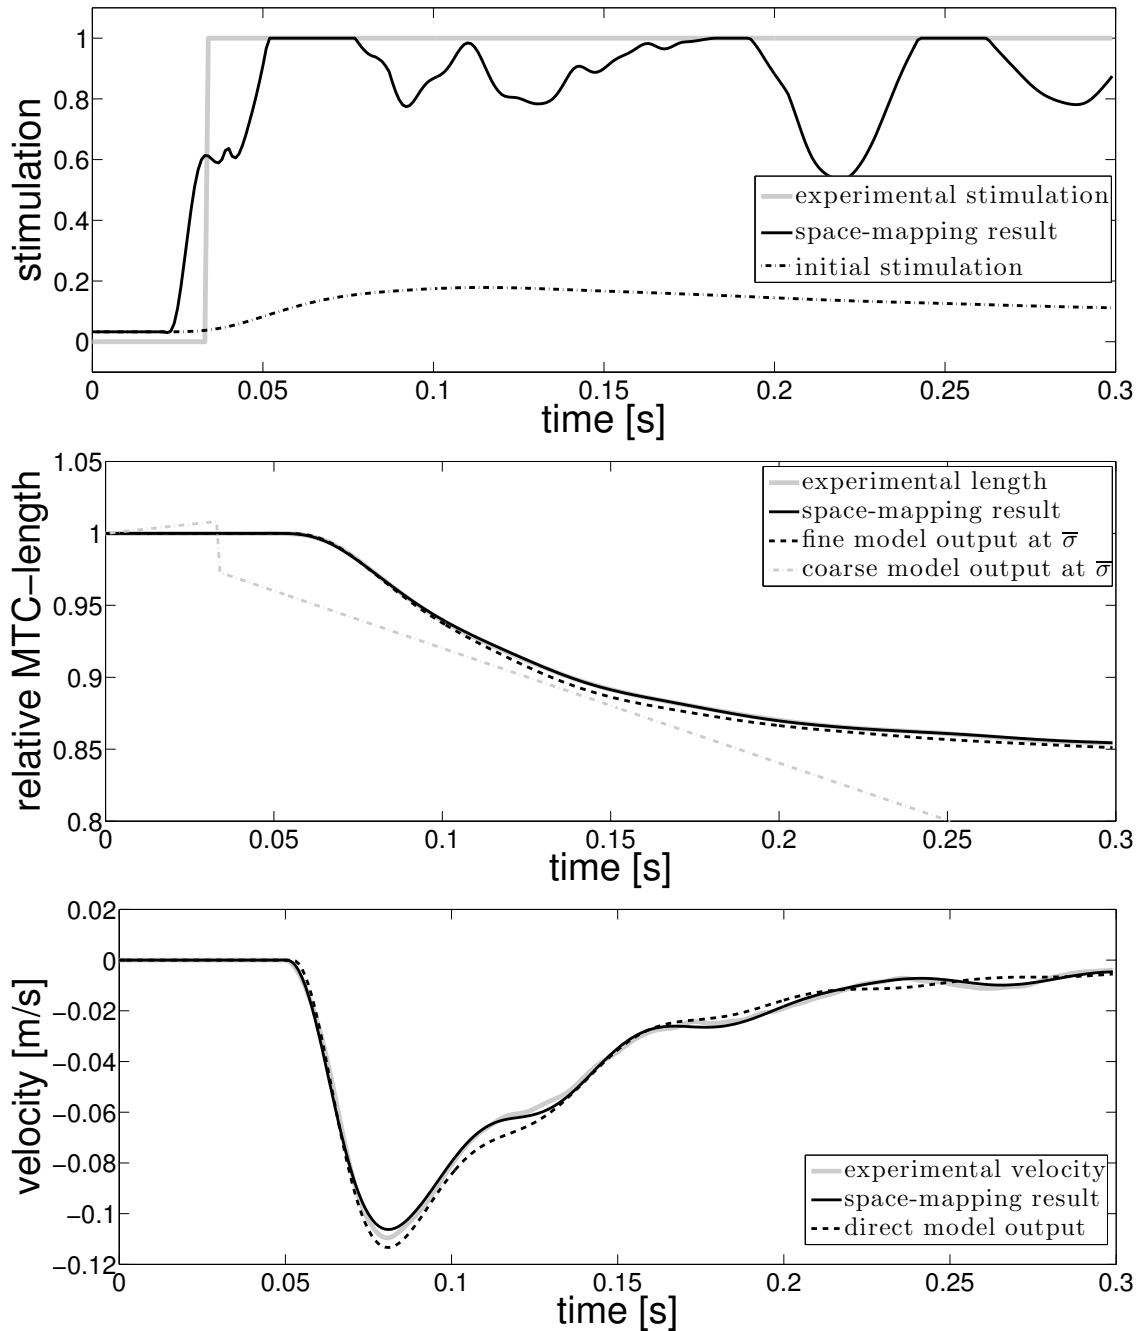 stimulation
1
0.8
0.6
0.4
0.2
0
experimental stimulation
space-mapping result
initial stimulation
0 0.05 0.1 0.15 0.2 0.25 0.3
time [s]
relative MTC-length
1.05
1
0.95
0.9
0.85
0.8
experimental length
space-mapping result
fine model output at σ̅
coarse model output at σ̅
0 0.05 0.1 0.15 0.2 0.25 0.3
time [s]
velocity [m/s]
0.02
0
−0.02
−0.04
−0.06
−0.08
−0.1
−0.12
experimental velocity
space-mapping result
direct model output
0 0.05 0.1 0.15 0.2 0.25 0.3
time [s]